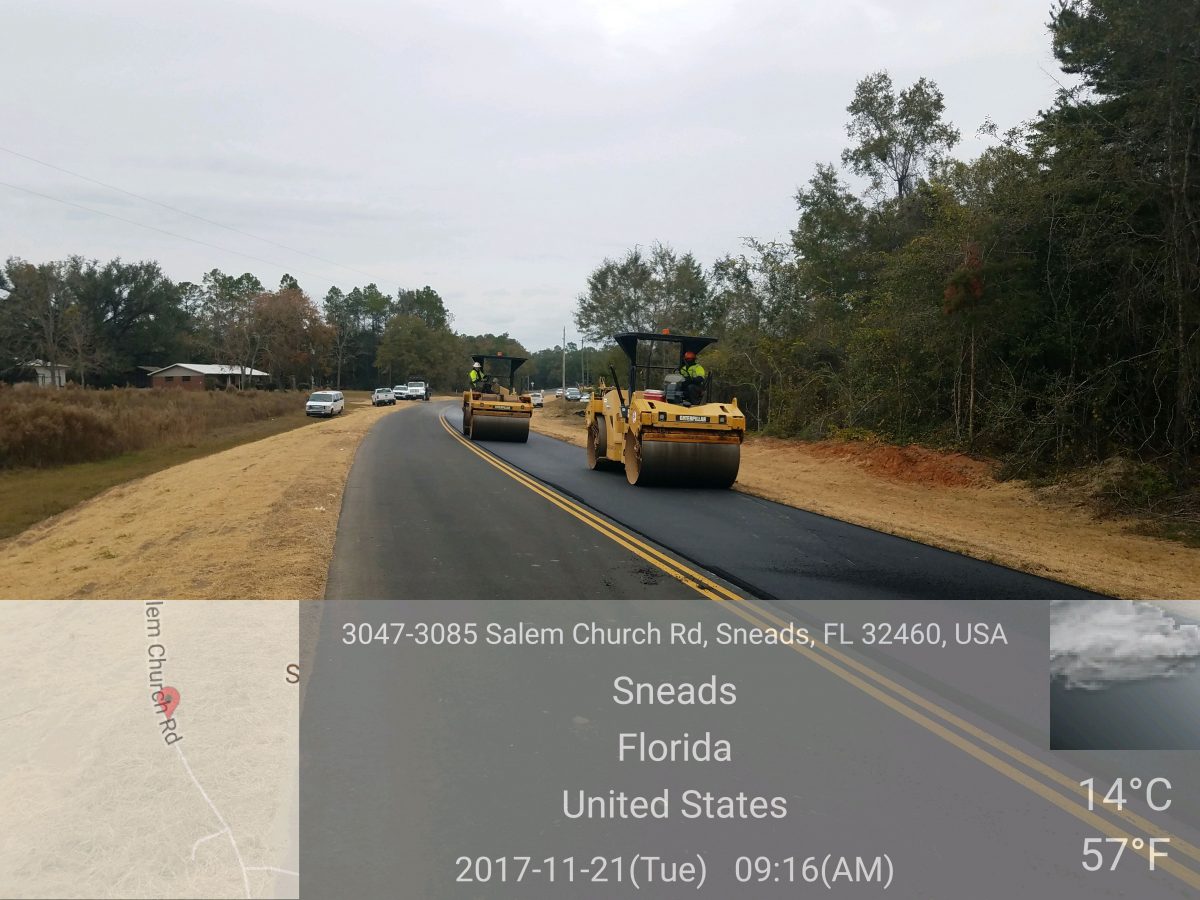 CATERPILLAR
lem Church Rd
S
3047-3085 Salem Church Rd, Sneads, FL 32460, USA
Sneads
Florida
United States
2017-11-21(Tue) 09:16(AM)
14°C
57°F